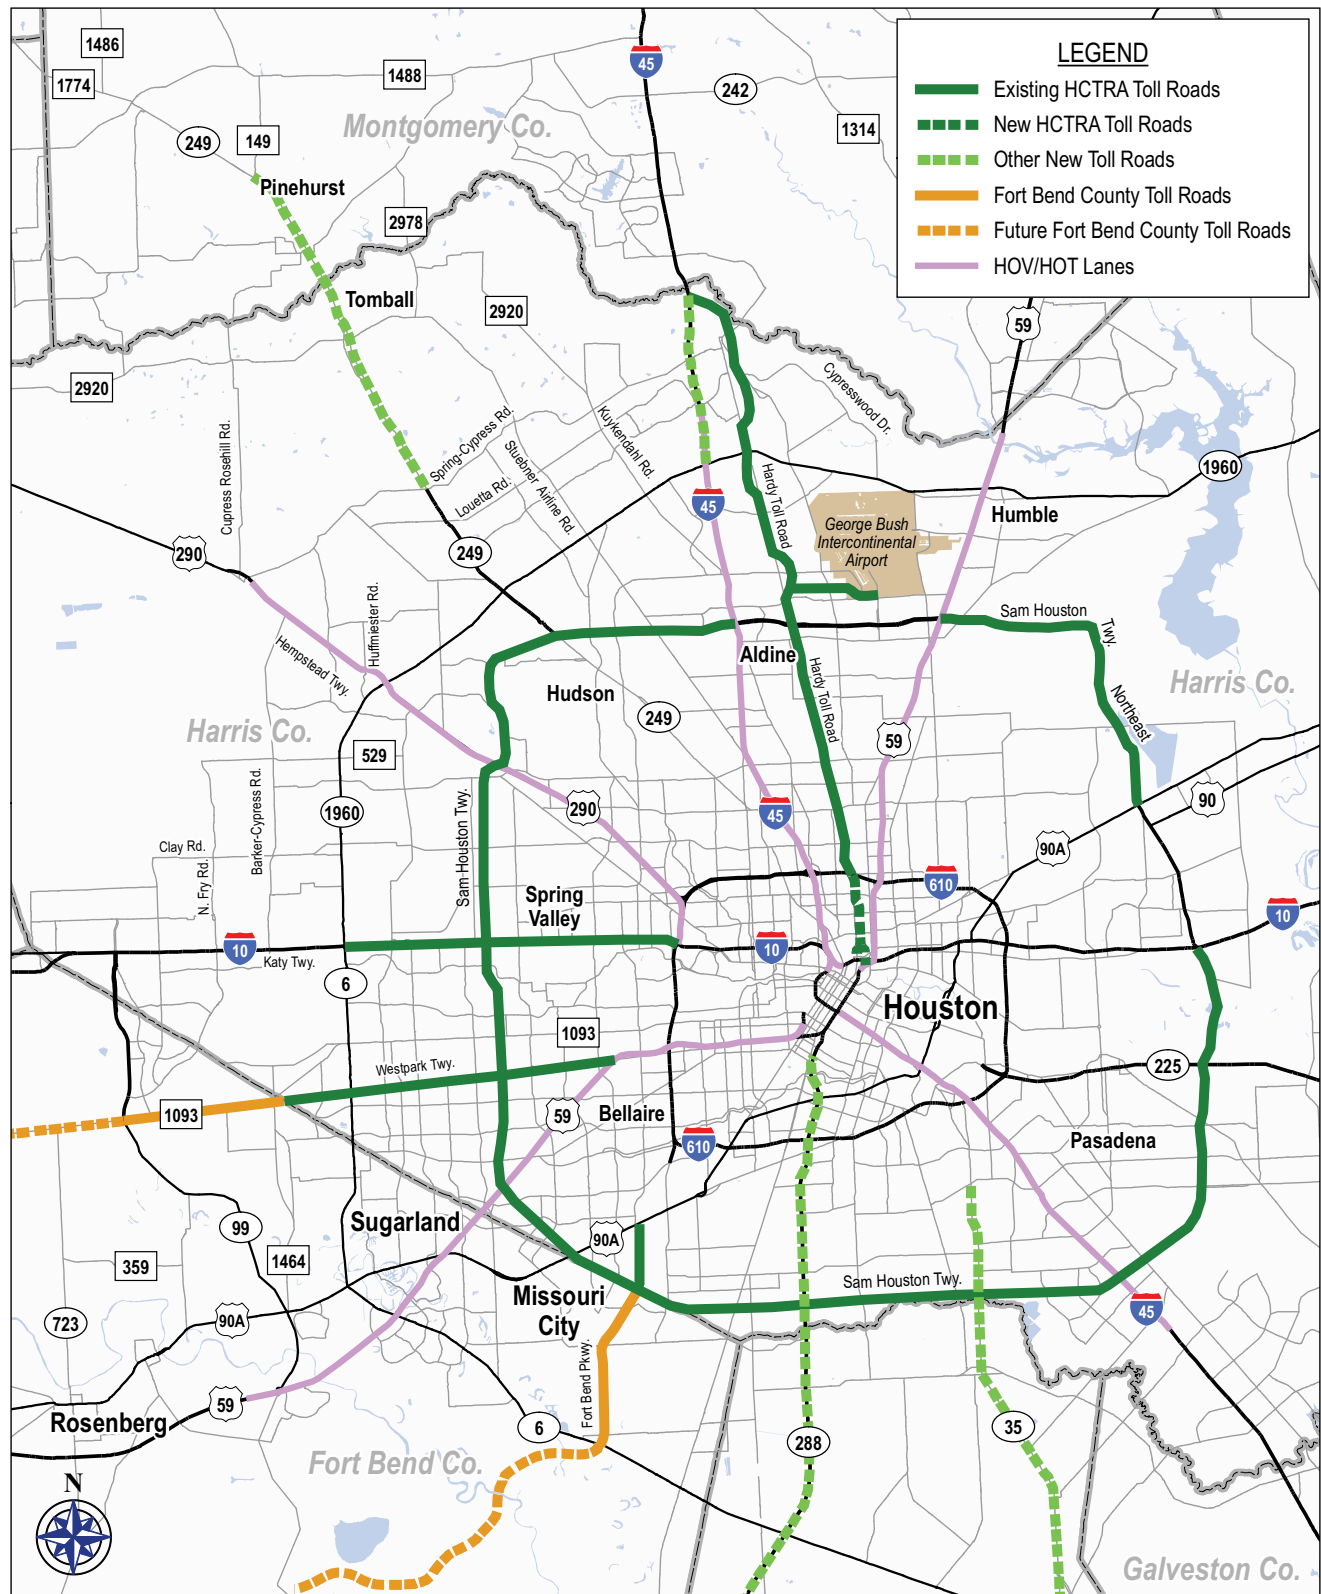 LEGEND
Existing HCTRA Toll Roads
New HCTRA Toll Roads
Other New Toll Roads
Fort Bend County Toll Roads
Future Fort Bend County Toll Roads
HOV/HOT Lanes
1486
1774
1488
45
242
1314
249
149
Montgomery Co.
Pinehurst
2978
Tomball
2920
59
2920
Cypresswood Dr.
Cupress Rosehill Rd.
Spring-Cypress Rd.
Kuykendahl Rd.
Stuebner Airline Rd.
Louetta Rd.
1960
Hardy Toll Road
45
Humble
George Bush
Intercontinental
Airport
290
249
Huffmiester Rd.
Sam Houston
Twy.
Hempstead Twy.
Aldine
Hardy Toll Road
Hudson
249
Northeast
Harris Co.
Harris Co.
529
59
Barker-Cypress Rd.
Sam Houston Twy.
1960
290
45
90
90A
Clay Rd.
N. Fry Rd.
Spring
Valley
610
10
10
Katy Twy.
10
6
Houston
1093
Westpark Twy.
225
1093
59
Bellaire
610
Pasadena
99
Sugarland
90A
359
1464
Sam Houston Twy.
Missouri
City
45
723
90A
Fort Bend Pkwy.
59
Rosenberg
6
35
288
Fort Bend Co.
N
Galveston Co.